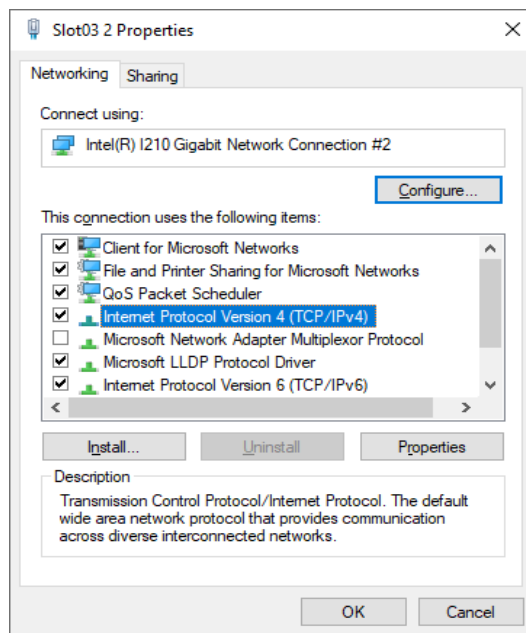 Slot03 2 Properties
Networking
Sharing
Connect using:
Intel(R) I210 Gigabit Network Connection #2
Configure...
This connection uses the following items:
Client for Microsoft Networks
File and Printer Sharing for Microsoft Networks
QoS Packet Scheduler
Internet Protocol Version 4 (TCP/IPv4)
Microsoft Network Adapter Multiplexor Protocol
Microsoft LLDP Protocol Driver
Internet Protocol Version 6 (TCP/IPv6)
Install...
Uninstall
Properties
Description
Transmission Control Protocol/Internet Protocol. The default
wide area network protocol that provides communication
across diverse interconnected networks.
OK
Cancel